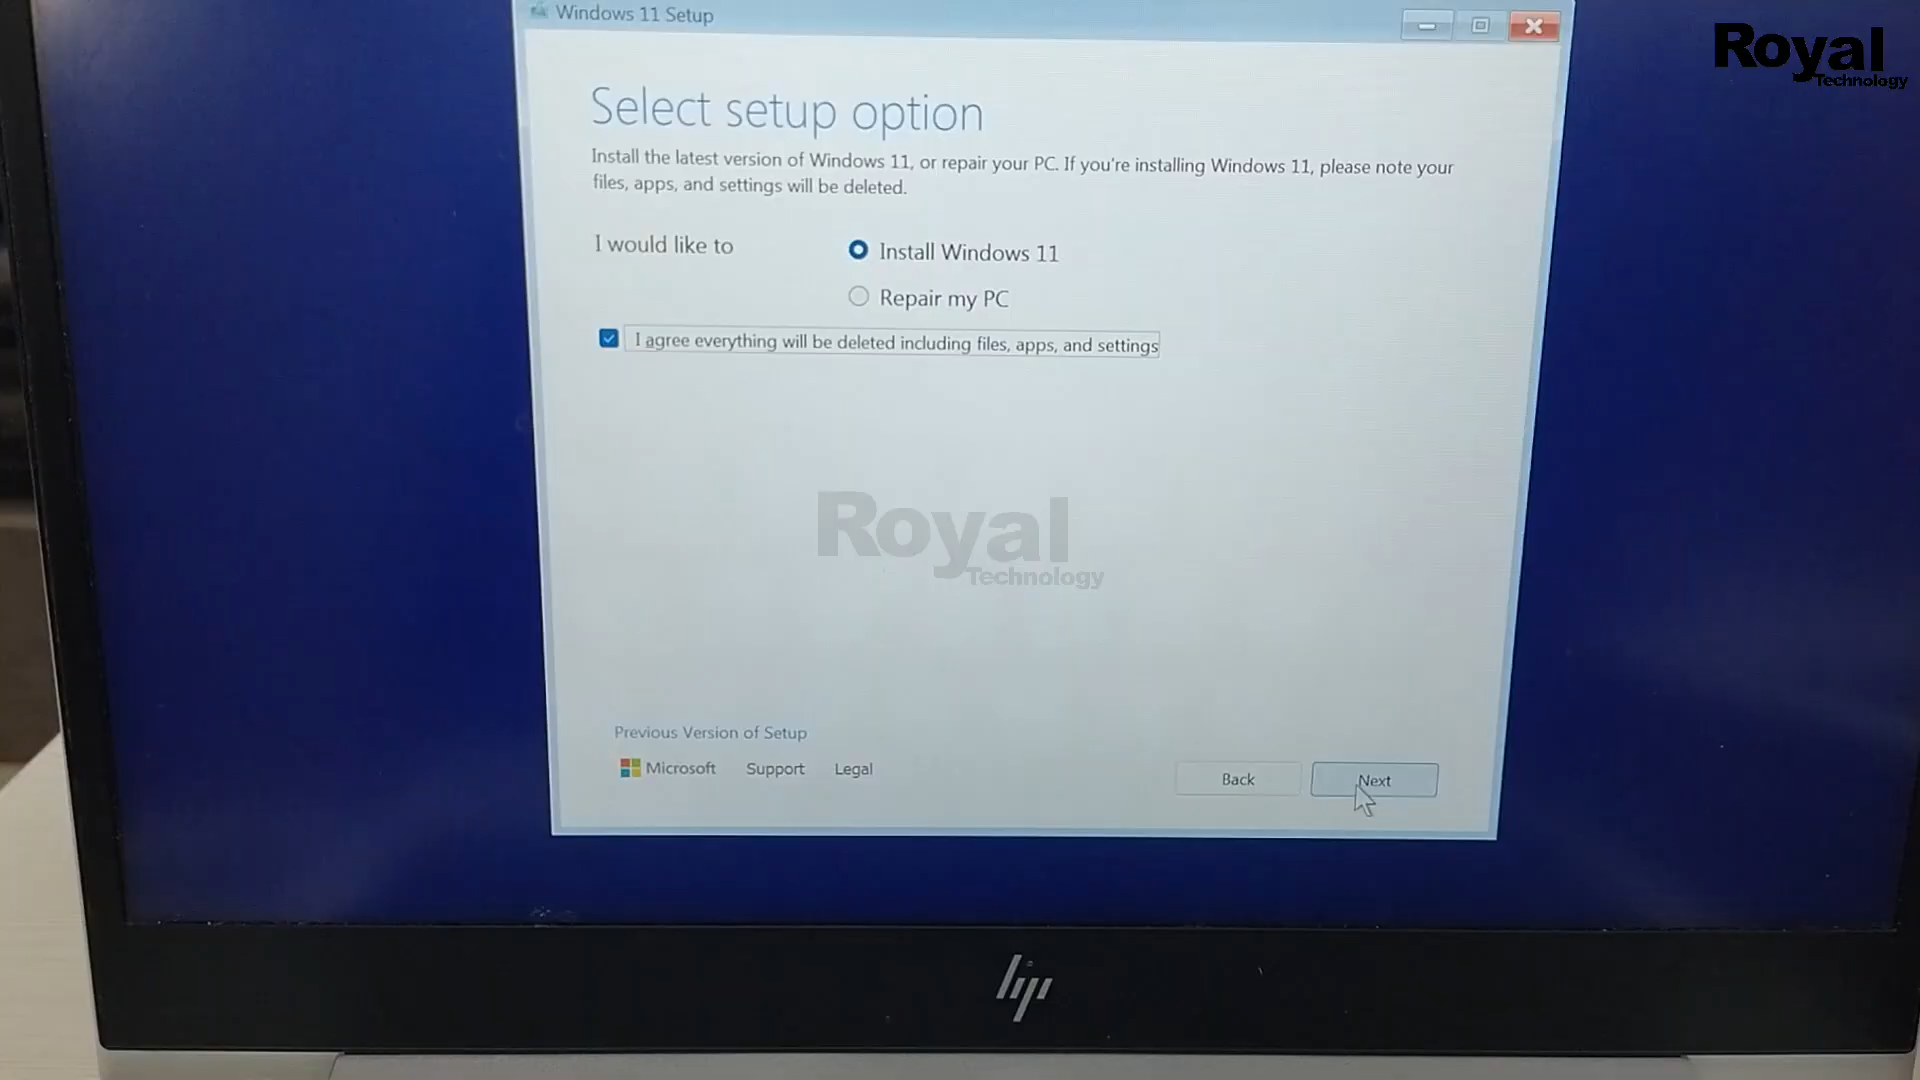 Windows 11 Setup
Royal
Technology
Select setup option
Install the latest version of Windows 11, or repair your PC. If you're installing Windows 11, please note your
files, apps, and settings will be deleted.
I would like to
Install Windows 11
Repair my PC
I agree everything will be deleted including files, apps, and settings
Royal
Technology
Previous Version of Setup
Microsoft Support Legal
Back Next
hp